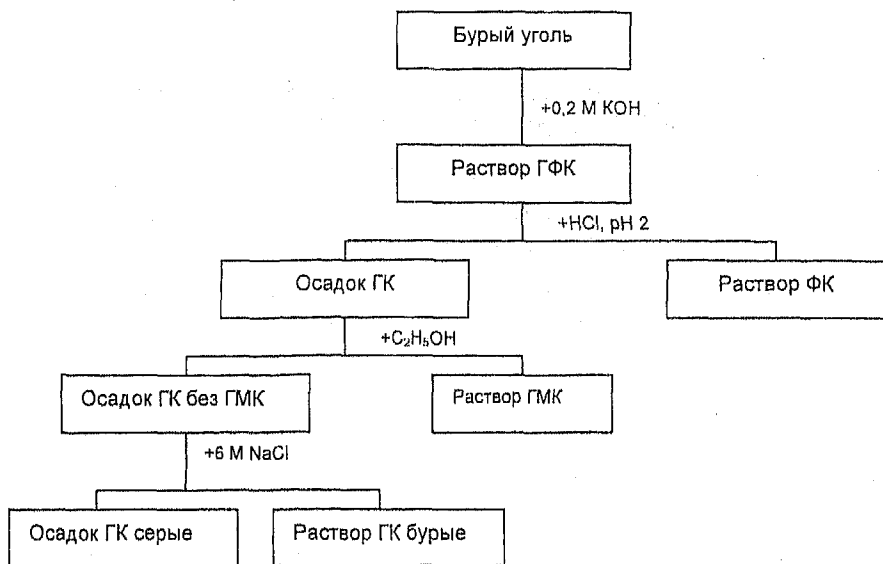 Бурый уголь
+0,2 М КОН
Раствор ГФК
+HCl, pH 2
Осадок ГК
Раствор ФК
+C₂H₅OH
Осадок ГК без ГМК
Раствор ГМК
+6 М NaCl
Осадок ГК серые
Раствор ГК бурые